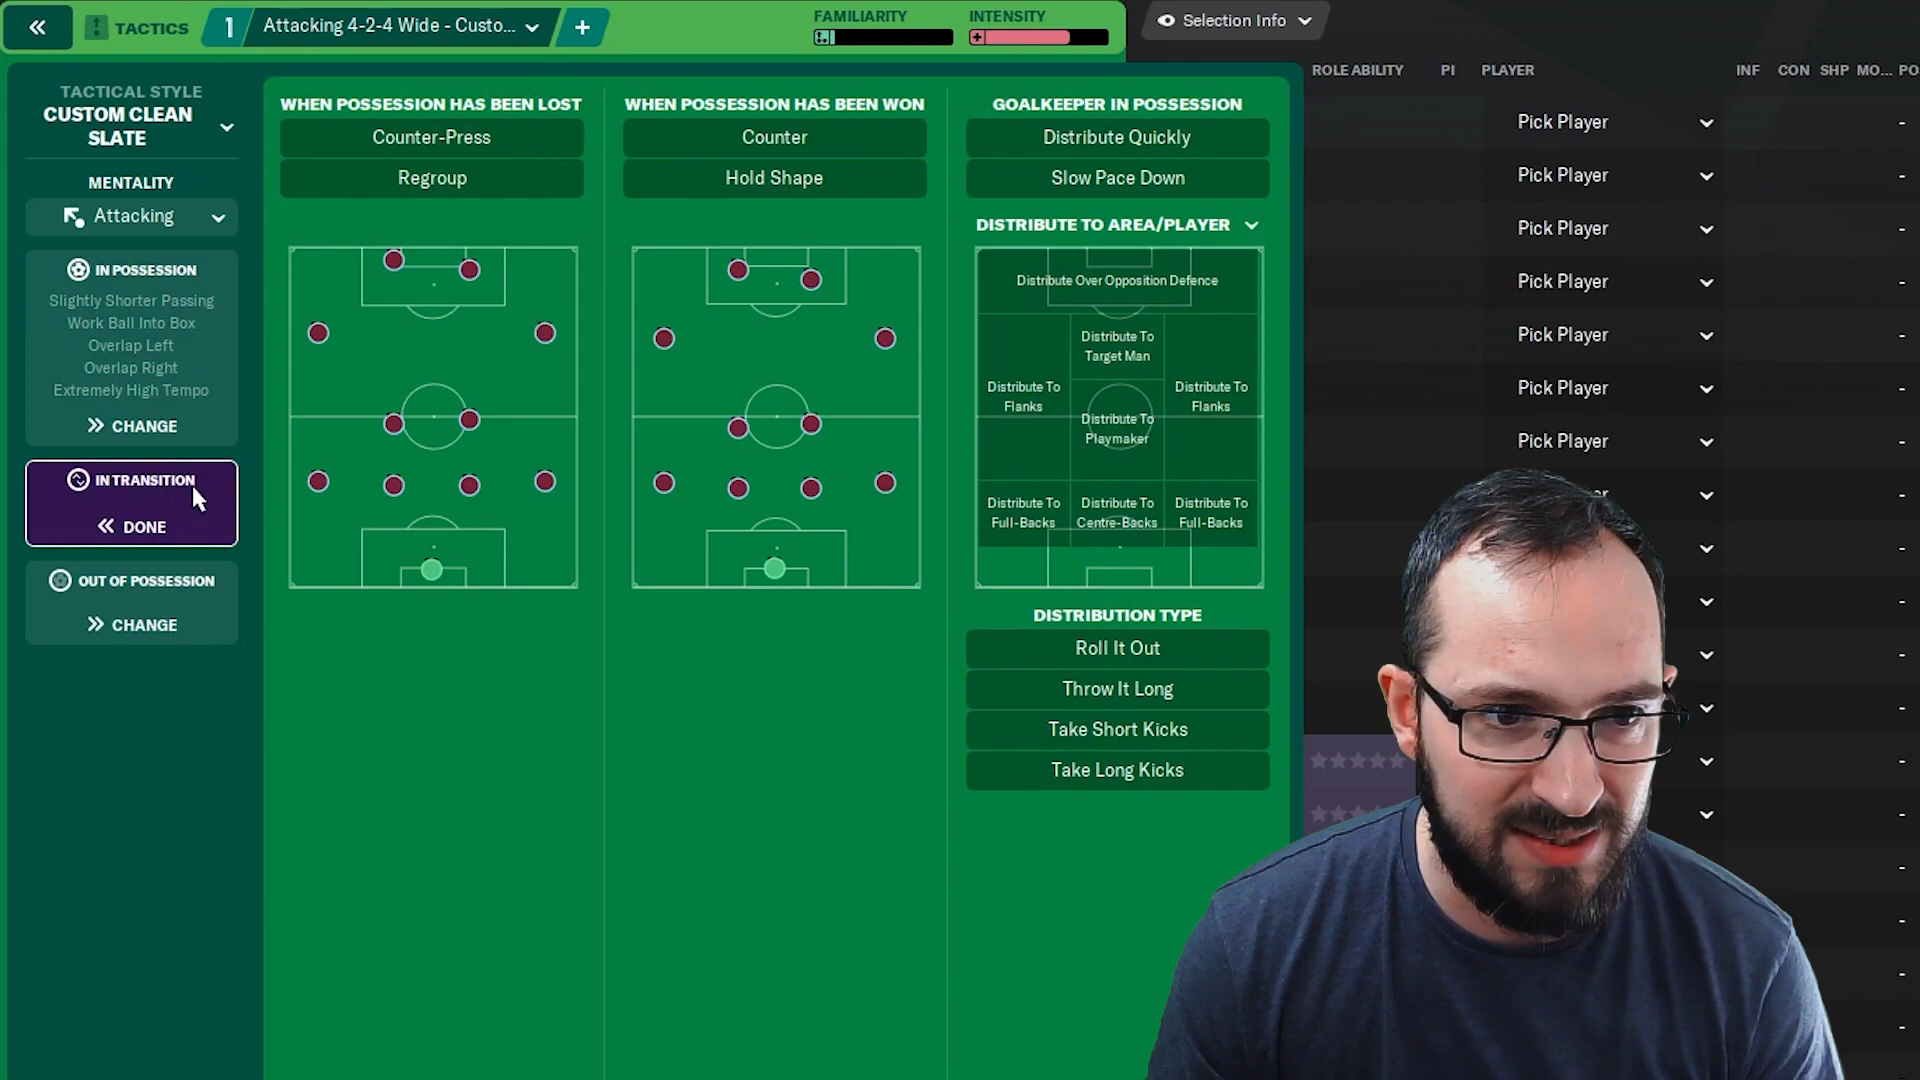 TACTICS
1
Attacking 4-2-4 Wide - Custo...
+
FAMILIARITY
INTENSITY
Selection Info
TACTICAL STYLE
CUSTOM CLEAN
SLATE
MENTALITY
Attacking
IN POSSESSION
Slightly Shorter Passing
Work Ball Into Box
Overlap Left
Overlap Right
Extremely High Tempo
CHANGE
IN TRANSITION
DONE
OUT OF POSSESSION
CHANGE
WHEN POSSESSION HAS BEEN LOST
Counter-Press
Regroup
WHEN POSSESSION HAS BEEN WON
Counter
Hold Shape
GOALKEEPER IN POSSESSION
Distribute Quickly
Slow Pace Down
DISTRIBUTE TO AREA/PLAYER
Distribute Over Opposition Defence
Distribute To
Target Man
Distribute To
Flanks
Distribute To
Flanks
Distribute To
Playmaker
Distribute To
Full-Backs
Distribute To
Centre-Backs
Distribute To
Full-Backs
DISTRIBUTION TYPE
Roll It Out
Throw It Long
Take Short Kicks
Take Long Kicks
ROLE ABILITY PI PLAYER INF CON SHP MO... PO
Pick Player -
Pick Player -
Pick Player -
Pick Player -
Pick Player -
Pick Player -
Pick Player -
-
-
-
-
-
-
-
-
-
-
-